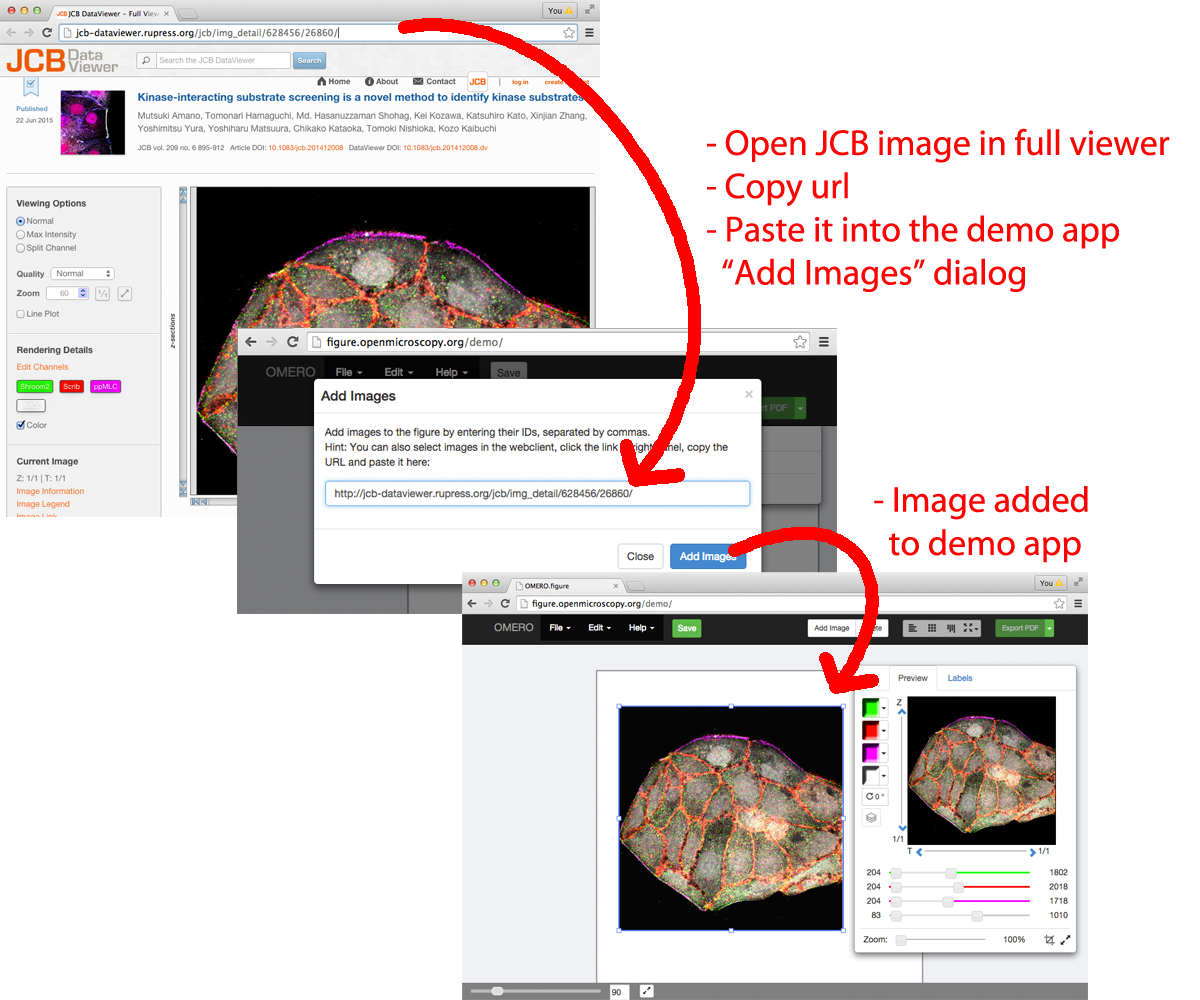 JCB DataViewer – Full View
You
jcb-dataviewer.rupress.org/jcb/img_detail/628456/26860/
JCB Data Viewer
Search the JCB DataViewer
Search
Home
About
Contact
JCB
log in
Published
22 Jun 2015
Kinase-interacting substrate screening is a novel method to identify kinase substrates
Mutsuki Amano, Tomonari Hamaguchi, Md. Hasanuzzaman Shohag, Kei Kozawa, Katsuhiro Kato, Xinjian Zhang,
Yoshimitsu Yura, Yoshiharu Matsuura, Chikako Kataoka, Tomoki Nishioka, Kozo Kaibuchi
JCB vol. 209 no. 6 895-912 Article DOI: 10.1083/jcb.201412008 DataViewer DOI: 10.1083/jcb.201412008.dv
- Open JCB image in full viewer
- Copy url
- Paste it into the demo app
“Add Images” dialog
Viewing Options
Normal
Max Intensity
Split Channel
Quality Normal
Zoom 60 1/1
Line Plot
z-sections
Rendering Details
Edit Channels
Shroom2 Scrib ppMLC
Color
Current Image
Z: 1/1 | T: 1/1
Image Information
Image Legend
Image Link
figure.openmicroscopy.org/demo/
OMERO File Edit Help Save
PDF
Add Images ×
Add images to the figure by entering their IDs, separated by commas.
Hint: You can also select images in the webclient, click the link
URL and paste it here:
http://jcb-dataviewer.rupress.org/jcb/img_detail/628456/26860/
Close Add Images
- Image added
to demo app
OMERO.figure
You
figure.openmicroscopy.org/demo/
OMERO File Edit Help Save Add Image Export PDF
Preview Labels
Z
0 °
1/1
T 1/1
204 1802
204 2018
204 1718
83 1010
Zoom: 100%
90